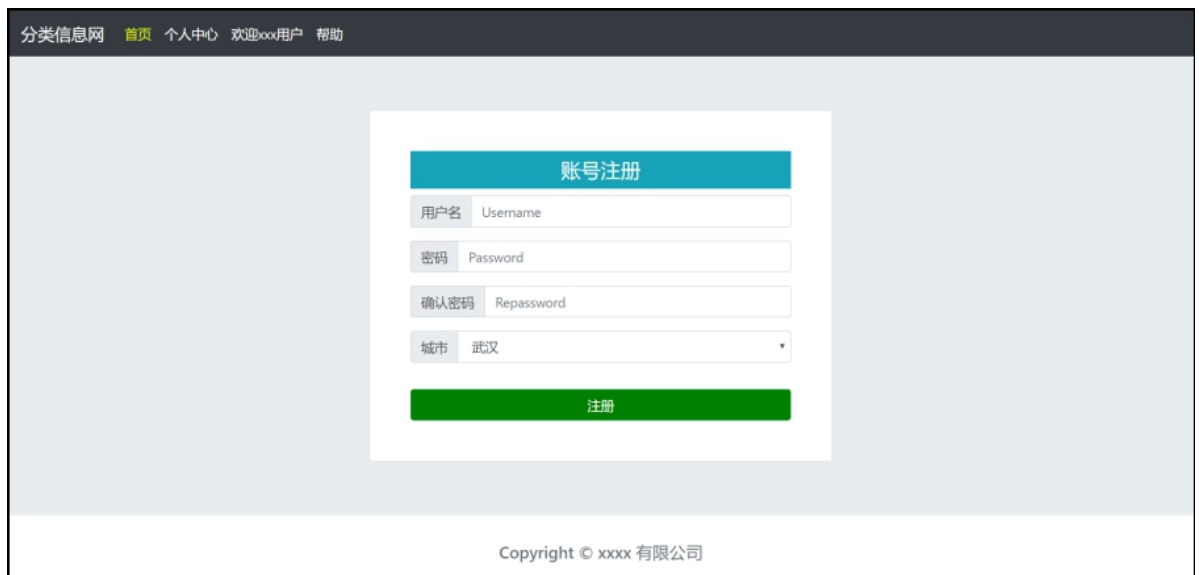 分类信息网 首页 个人中心 欢迎xxx用户 帮助
账号注册
用户名 Username
密码 Password
确认密码 Repassword
城市 武汉
注册
Copyright © xxxx 有限公司